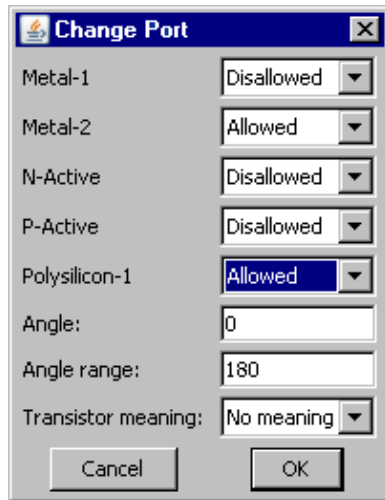 Change Port
Metal-1 Disallowed
Metal-2 Allowed
N-Active Disallowed
P-Active Disallowed
Polysilicon-1 Allowed
Angle: 0
Angle range: 180
Transistor meaning: No meaning
Cancel OK